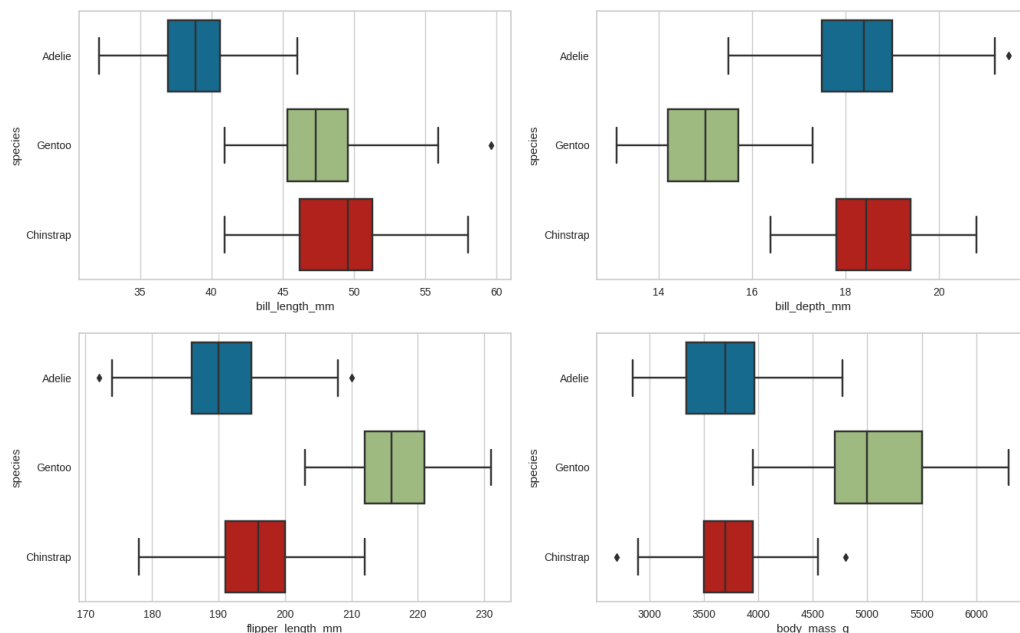 Adelie
Gentoo
Chinstrap
species
35 40 45 50 55 60
bill_length_mm
Adelie
Gentoo
Chinstrap
species
14 16 18 20
bill_depth_mm
Adelie
Gentoo
Chinstrap
species
170 180 190 200 210 220 230
flipper_length_mm
Adelie
Gentoo
Chinstrap
species
3000 3500 4000 4500 5000 5500 6000
body_mass_g